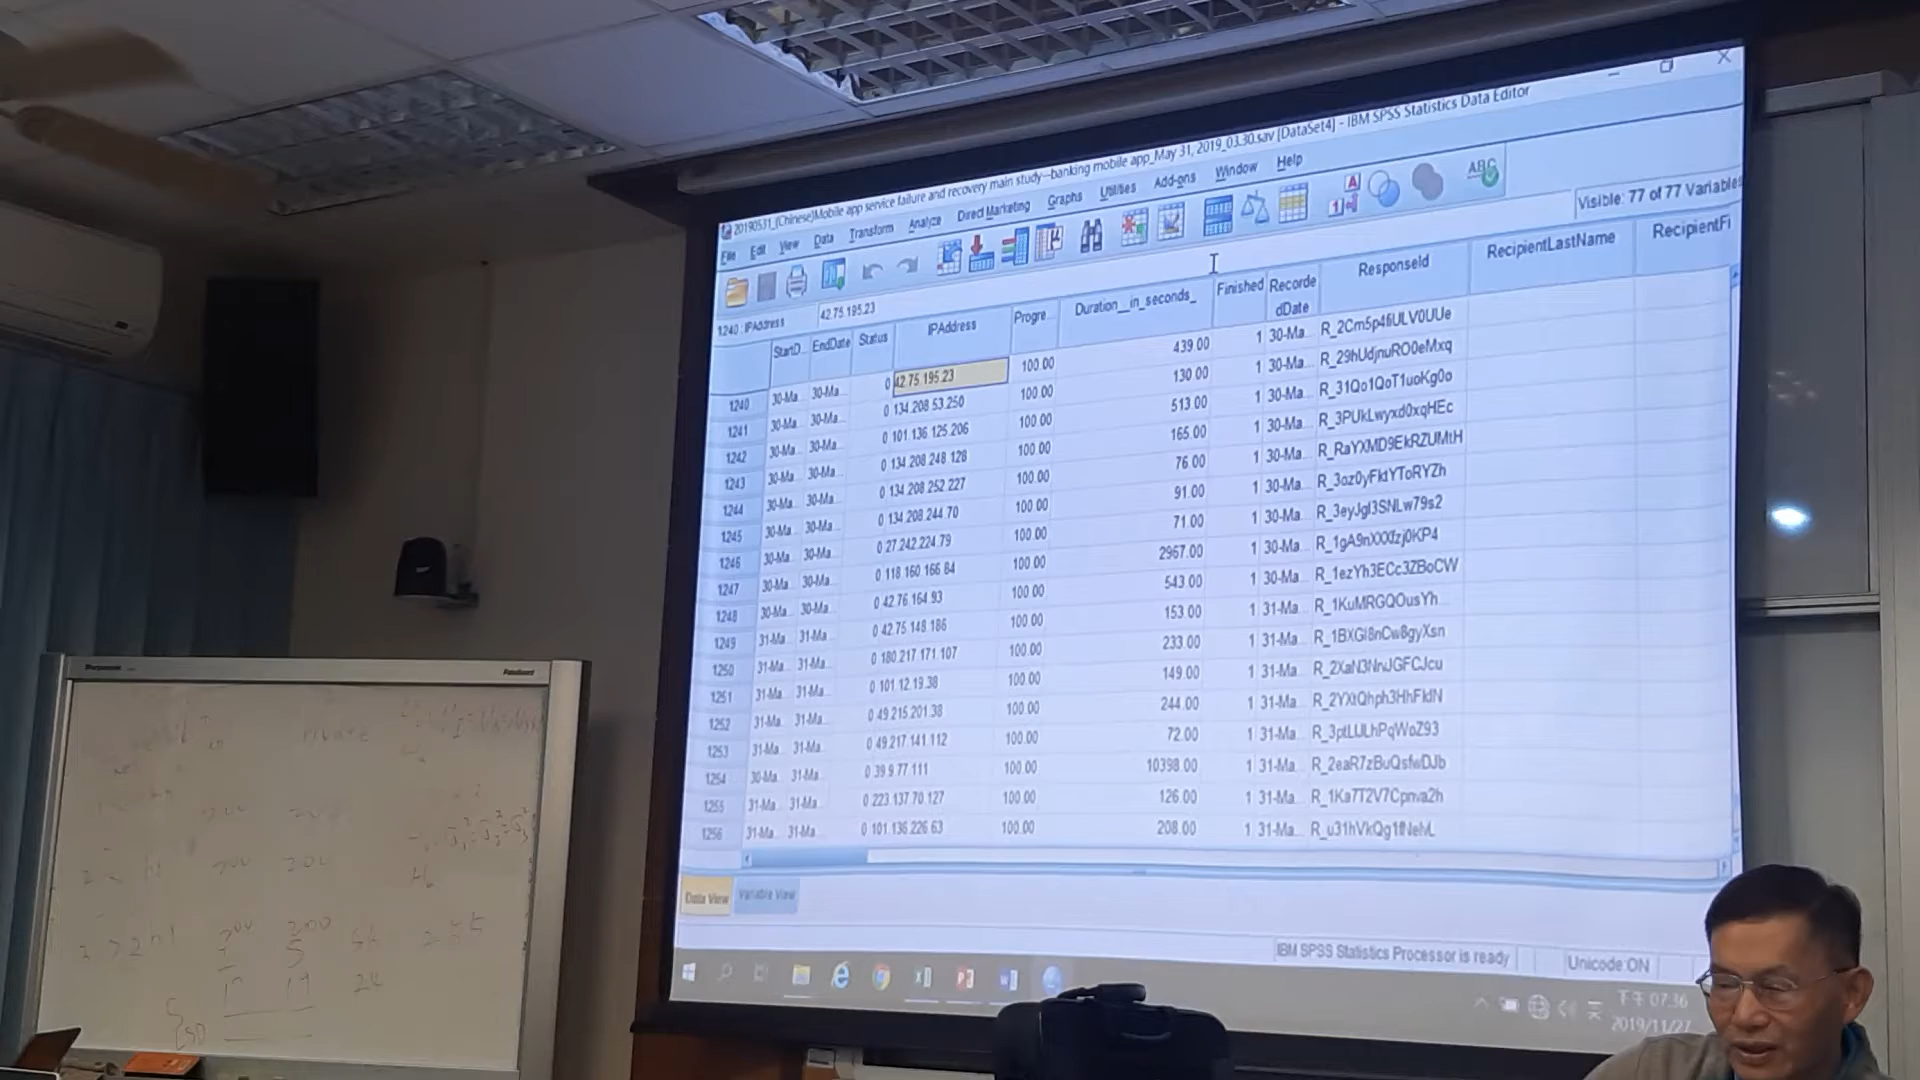 20190531_(Chinese)Mobile app service failure and recovery main study--banking mobile app_May 31, 2019_03.30.sav [DataSet4] - IBM SPSS Statistics Data Editor
File Edit View Data Transform Analyze Direct Marketing Graphs Utilities Add-ons Window Help
1240 : IPAddress 42.75.195.23 Visible: 77 of 77 Variable
StartD... EndDate Status IPAddress Progre... Duration__in_seconds_ Finished RecordedDate ResponseId RecipientLastName RecipientFi
1240 30-Ma... 30-Ma... 0 42.75.195.23 100.00 439.00 1 30-Ma...
1241 30-Ma... 30-Ma... 0 134.208.53.250 100.00 130.00 1 30-Ma... R_29hUdjnuRO0eMxq
1242 30-Ma... 30-Ma... 0 101.136.125.206 100.00 513.00 1 30-Ma... R_31Qo1QoT1uoKg0o
1243 30-Ma... 30-Ma... 0 134.208.248.128 100.00 165.00 1 30-Ma... R_3PUkLwyxd0xqHEc
1244 30-Ma... 30-Ma... 0 134.208.252.227 100.00 76.00 1 30-Ma... R_RaYXMD9EkRZUMtH
1245 30-Ma... 30-Ma... 0 134.208.244.70 100.00 91.00 1 30-Ma...
1246 30-Ma... 30-Ma... 0 27.242.224.79 100.00 71.00 1 30-Ma... R_3eyJgI3SNLw79s2
1247 30-Ma... 30-Ma... 0 118.160.166.84 100.00 2967.00 1 30-Ma...
1248 30-Ma... 30-Ma... 0 42.76.164.93 100.00 543.00 1 30-Ma... R_1ezYh3ECc3ZBoCW
1249 31-Ma... 31-Ma... 0 42.75.148.186 100.00 153.00 1 31-Ma... R_1KuMRGQOusYh
1250 31-Ma... 31-Ma... 0 180.217.171.107 100.00 233.00 1 31-Ma... R_1BXGI8nCw8gyXsn
1251 31-Ma... 31-Ma... 0 101.12.19.38 100.00 149.00 1 31-Ma... R_2XaN3NnJGFCJcu
1252 31-Ma... 31-Ma... 0 49.215.201.38 100.00 244.00 1 31-Ma... R_2YXtQhph3HhFldN
1253 31-Ma... 31-Ma... 0 49.217.141.112 100.00 72.00 1 31-Ma... R_3ptLULhPqWoZ93
1254 30-Ma... 31-Ma... 0 39.9.77.111 100.00 10398.00 1 31-Ma... R_2eaR7zBuQsfwDJb
1255 31-Ma... 31-Ma... 0 223.137.70.127 100.00 126.00 1 31-Ma... R_1Ka7T2V7Cpnva2h
1256 31-Ma... 31-Ma... 0 101.136.226.63 100.00 208.00 1 31-Ma...
Data View Variable View
IBM SPSS Statistics Processor is ready Unicode:ON
下午 07:36
2019/11/27
200 200